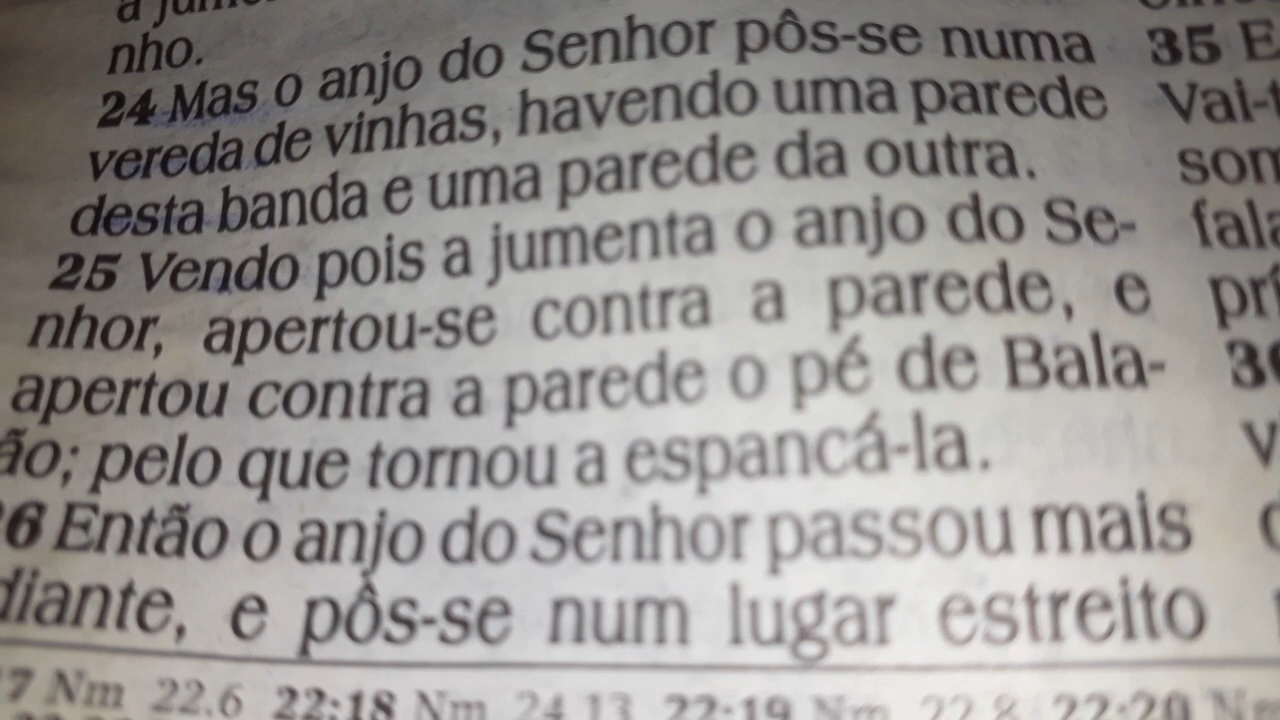 nho.
24 Mas o anjo do Senhor pôs-se numa
vereda de vinhas, havendo uma parede
desta banda e uma parede da outra.
25 Vendo pois a jumenta o anjo do Se-
nhor, apertou-se contra a parede, e
apertou contra a parede o pé de Bala-
ão; pelo que tornou a espancá-la.
6 Então o anjo do Senhor passou mais
diante, e pôs-se num lugar estreito
7 Nm 22.6 22:18 Nm 24.13 22:19 Nm 22.8 22:20
35 E
Vai-t
som
fala
V